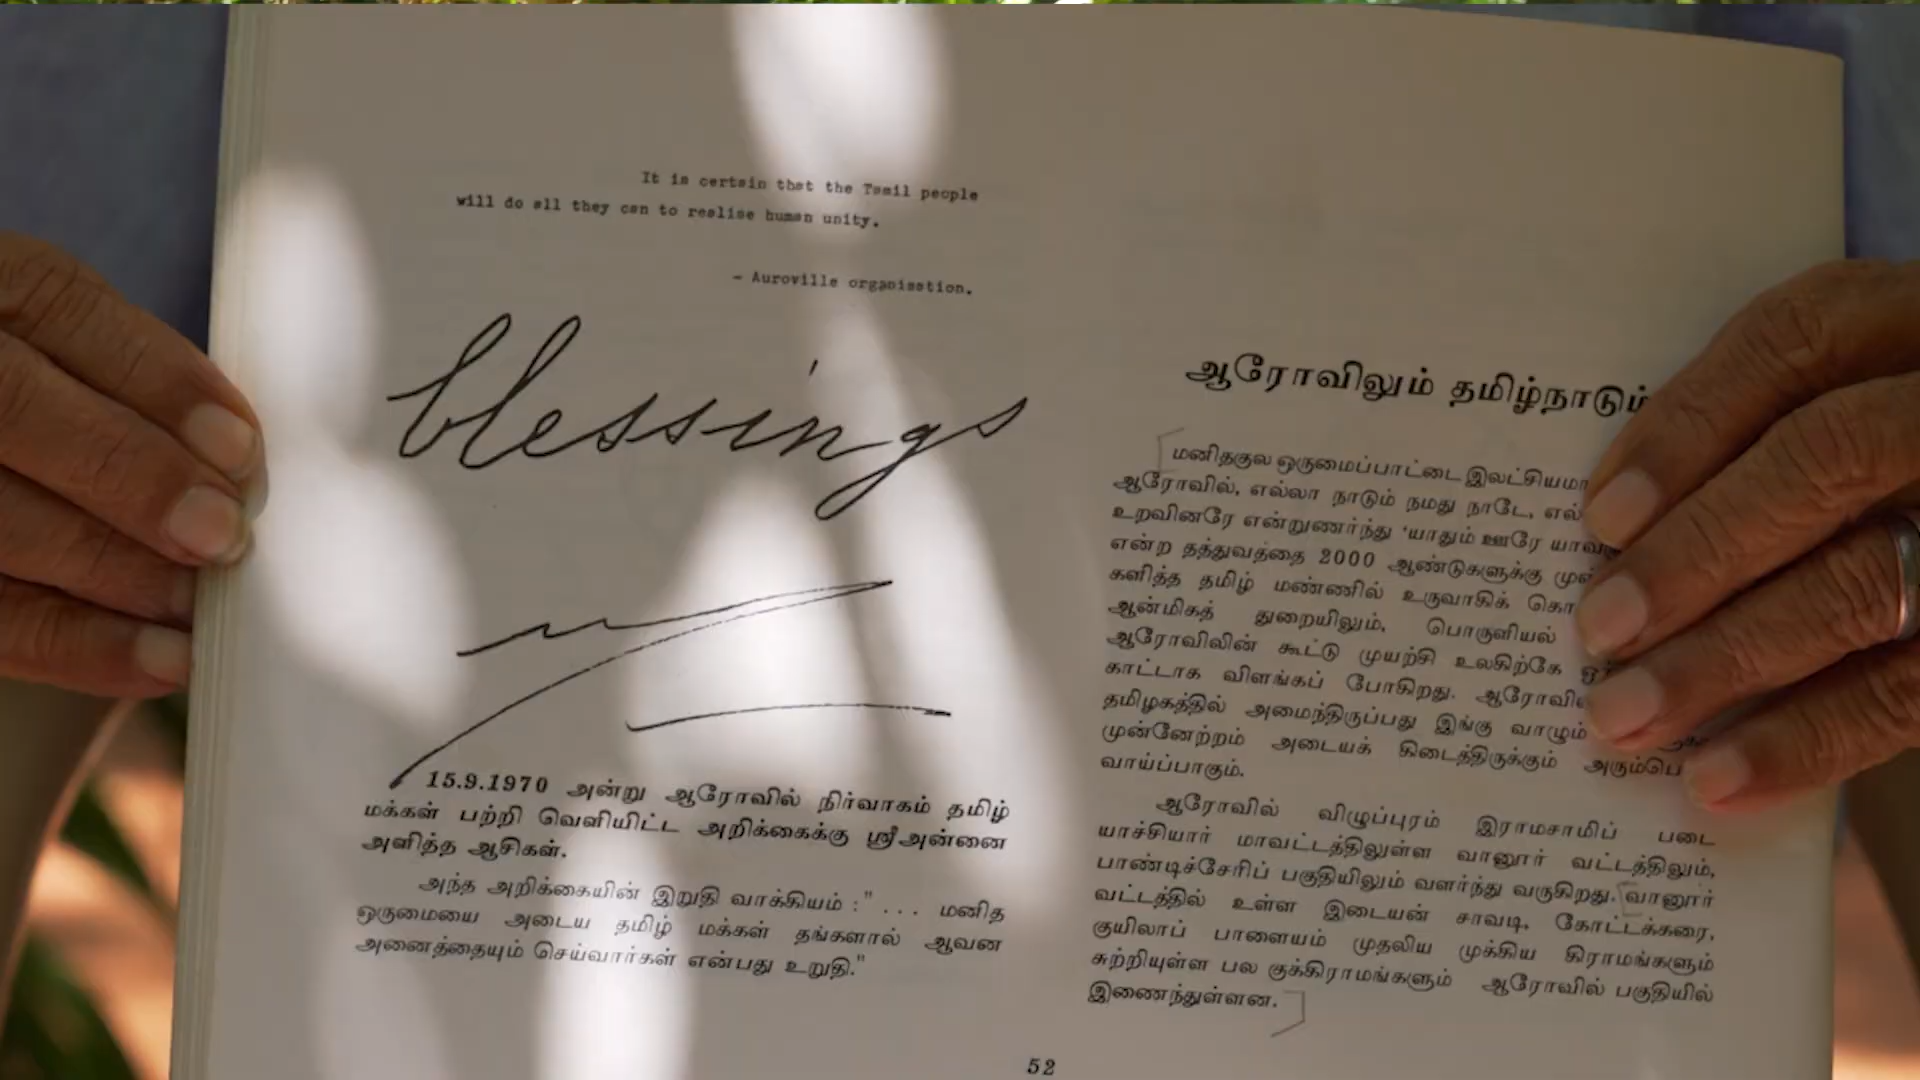 It is certain that the Tamil people
will do all they can to realise human unity.
- Auroville organisation.
blessings
15.9.1970 அன்று ஆரோவில் நிர்வாகம் தமிழ்
மக்கள் பற்றி வெளியிட்ட அறிக்கைக்கு ஸ்ரீஅன்னை
அளித்த ஆசிகள்.
அந்த அறிக்கையின் இறுதி வாக்கியம் : " ... மனித
ஒருமையை அடைய தமிழ் மக்கள் தங்களால் ஆவன
அனைத்தையும் செய்வார்கள் என்பது உறுதி."
ஆரோவிலும் தமிழ்நாடும்
மனிதகுல ஒருமைப்பாட்டை
ஆரோவில், எல்லா நாடும் நமது நாடே,
உறவினரே என்றுணர்ந்து ‘யாதும் ஊரே
என்ற தத்துவத்தை 2000 ஆண்டுகளுக்கு
களித்த தமிழ் மண்ணில் உருவாகிக்
ஆன்மிகத் துறையிலும், பொருளியல்
ஆரோவிலின் கூட்டு முயற்சி உலகிற்கே
காட்டாக விளங்கப் போகிறது.
தமிழகத்தில் அமைந்திருப்பது இங்கு வாழும்
முன்னேற்றம் அடையக் கிடைத்திருக்கும்
வாய்ப்பாகும்.
ஆரோவில் விழுப்புரம் இராமசாமிப் படை
யாச்சியார் மாவட்டத்திலுள்ள வானூர் வட்டத்திலும்,
பாண்டிச்சேரிப் பகுதியிலும் வளர்ந்து வருகிறது. வானூர்
வட்டத்தில் உள்ள இடையன் சாவடி, கோட்டக்கரை,
குயிலாப் பாளையம் முதலிய முக்கிய கிராமங்களும்
சுற்றியுள்ள பல குக்கிராமங்களும் ஆரோவில் பகுதியில்
இணைந்துள்ளன.
52